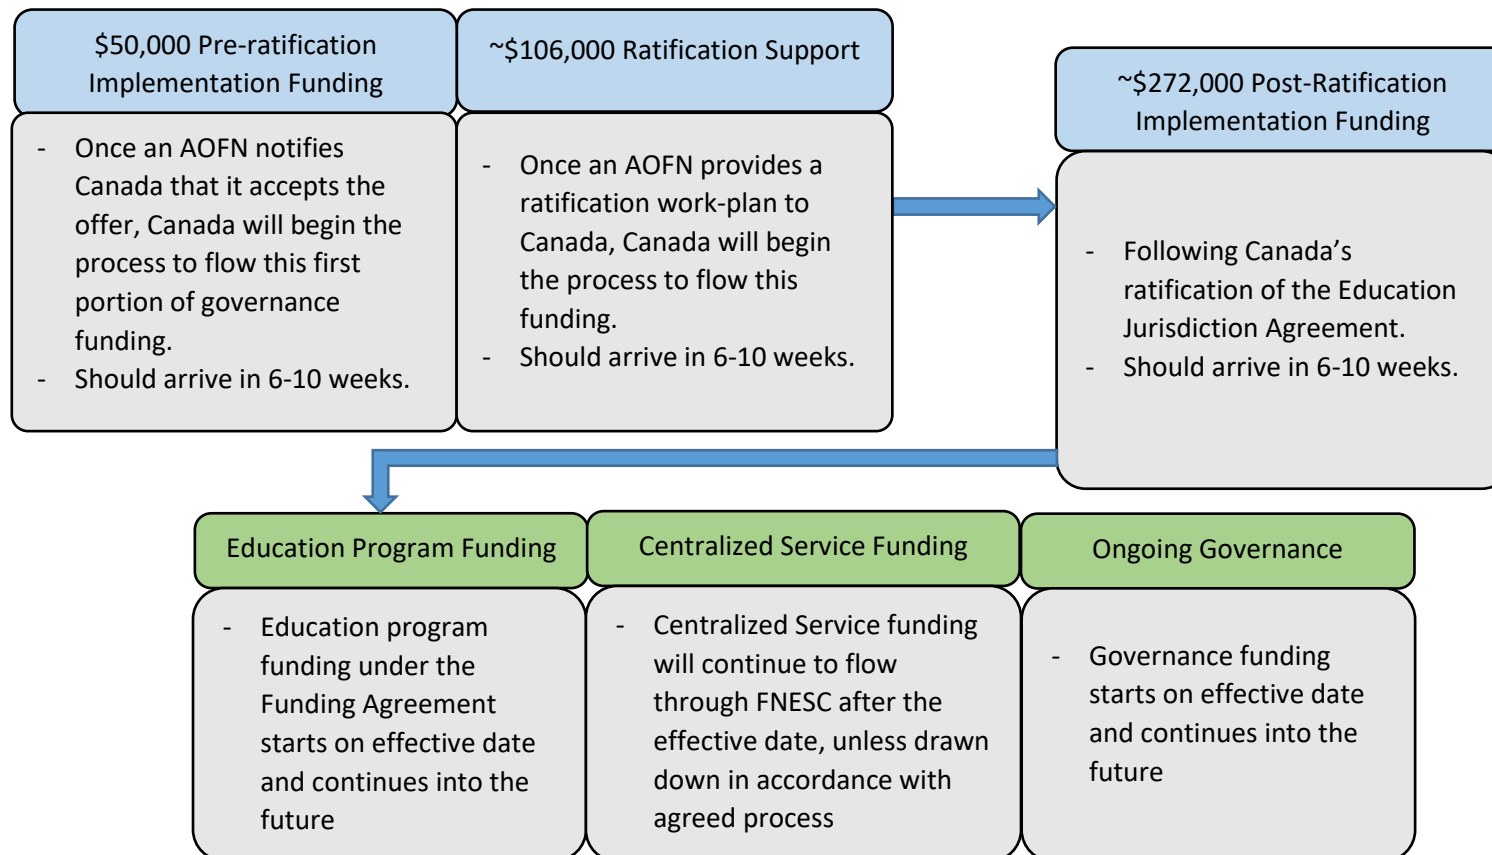 $50,000 Pre-ratification
Implementation Funding
- Once an AOFN notifies
Canada that it accepts the
offer, Canada will begin the
process to flow this first
portion of governance
funding.
- Should arrive in 6-10 weeks.
~$106,000 Ratification Support
- Once an AOFN provides a
ratification work-plan to
Canada, Canada will begin
the process to flow this
funding.
- Should arrive in 6-10 weeks.
~$272,000 Post-Ratification
Implementation Funding
- Following Canada’s
ratification of the Education
Jurisdiction Agreement.
- Should arrive in 6-10 weeks.
Education Program Funding
- Education program
funding under the
Funding Agreement
starts on effective date
and continues into the
future
Centralized Service Funding
- Centralized Service funding
will continue to flow
through FNESC after the
effective date, unless drawn
down in accordance with
agreed process
Ongoing Governance
- Governance funding
starts on effective date
and continues into the
future